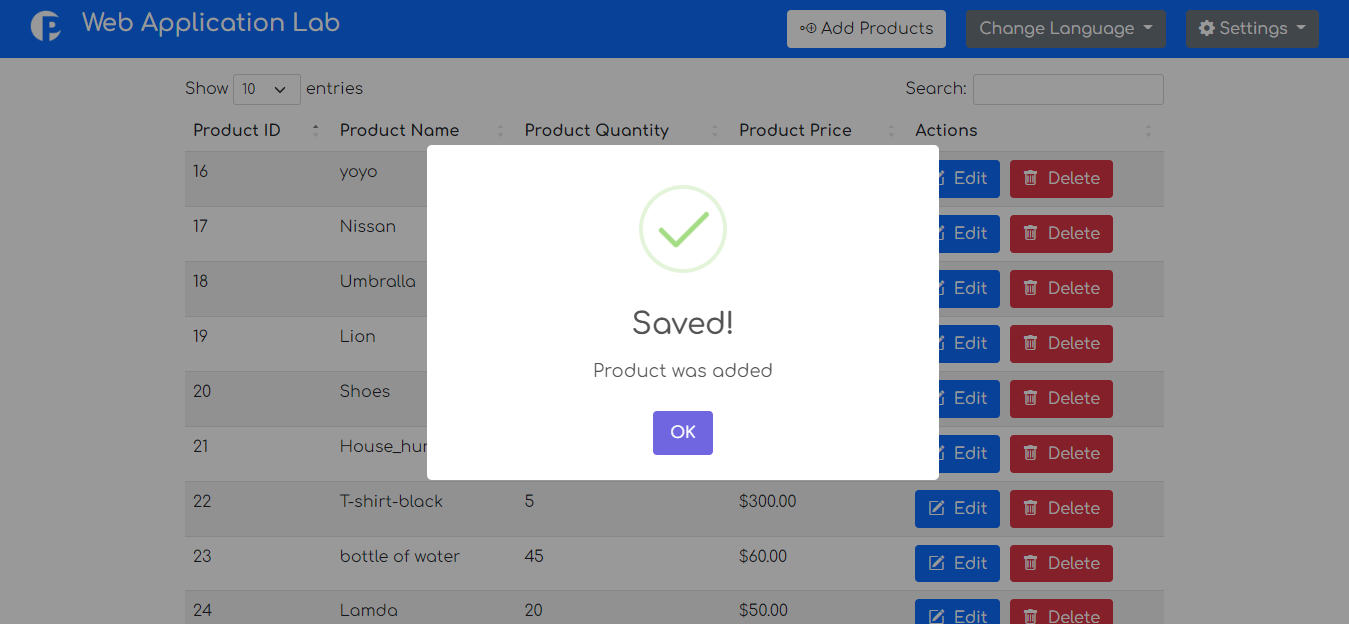 Web Application Lab
Add Products
Change Language
Settings
Show 10 entries
Search:
Product ID Product Name Product Quantity Product Price Actions
16 yoyo Edit Delete
17 Nissan Edit Delete
18 Umbralla Edit Delete
19 Lion Edit Delete
20 Shoes Edit Delete
21 Edit Delete
22 T-shirt-black 5 $300.00 Edit Delete
23 bottle of water 45 $60.00 Edit Delete
24 Lamda 20 $50.00 Edit Delete
Saved!
Product was added
OK